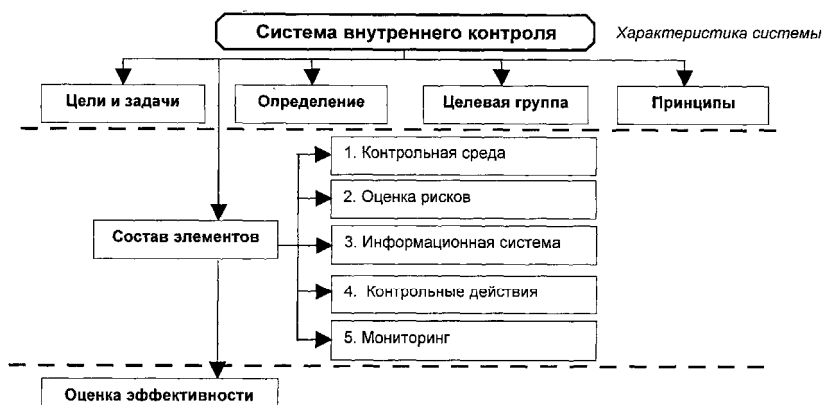 Система внутреннего контроля
Характеристика системы
Цели и задачи
Определение
Целевая группа
Принципы
1. Контрольная среда
2. Оценка рисков
Состав элементов
3. Информационная система
4. Контрольные действия
5. Мониторинг
Оценка эффективности